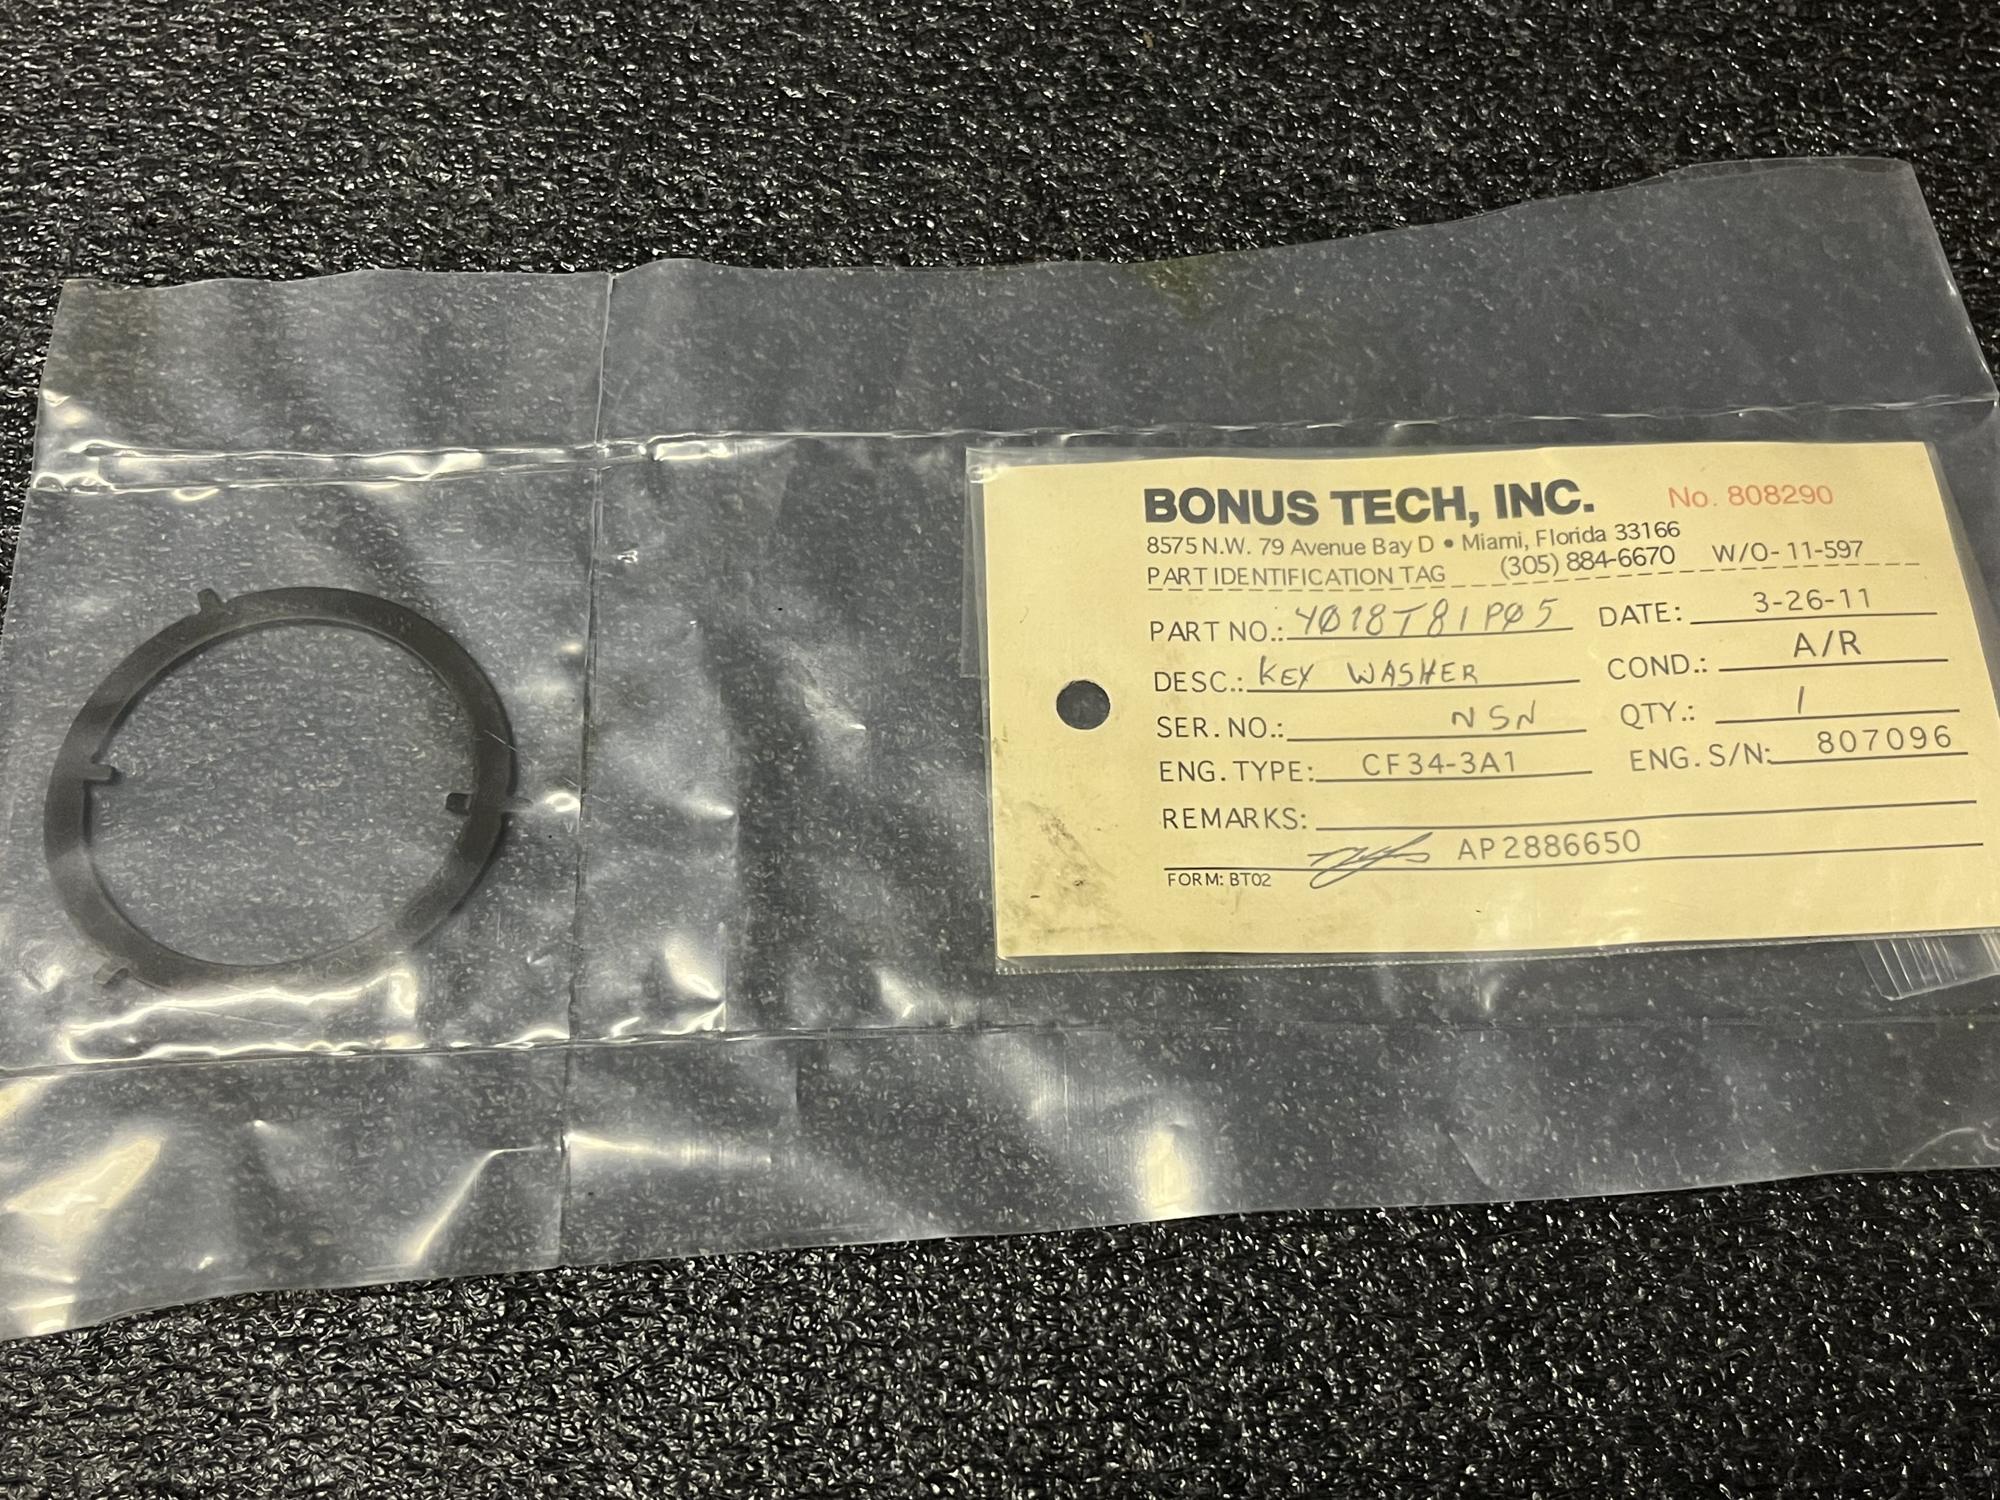 BONUS TECH, INC. No. 808290
8575 N.W. 79 Avenue Bay D • Miami, Florida 33166
PART IDENTIFICATION TAG (305) 884-6670 W/O-11-597
PART NO.: 4018T81PØ5 DATE: 3-26-11
DESC.: KEY WASHER COND.: A/R
SER. NO.: NSN QTY.: 1
ENG. TYPE: CF34-3A1 ENG. S/N: 807096
REMARKS:
AP2886650
FORM: BT02